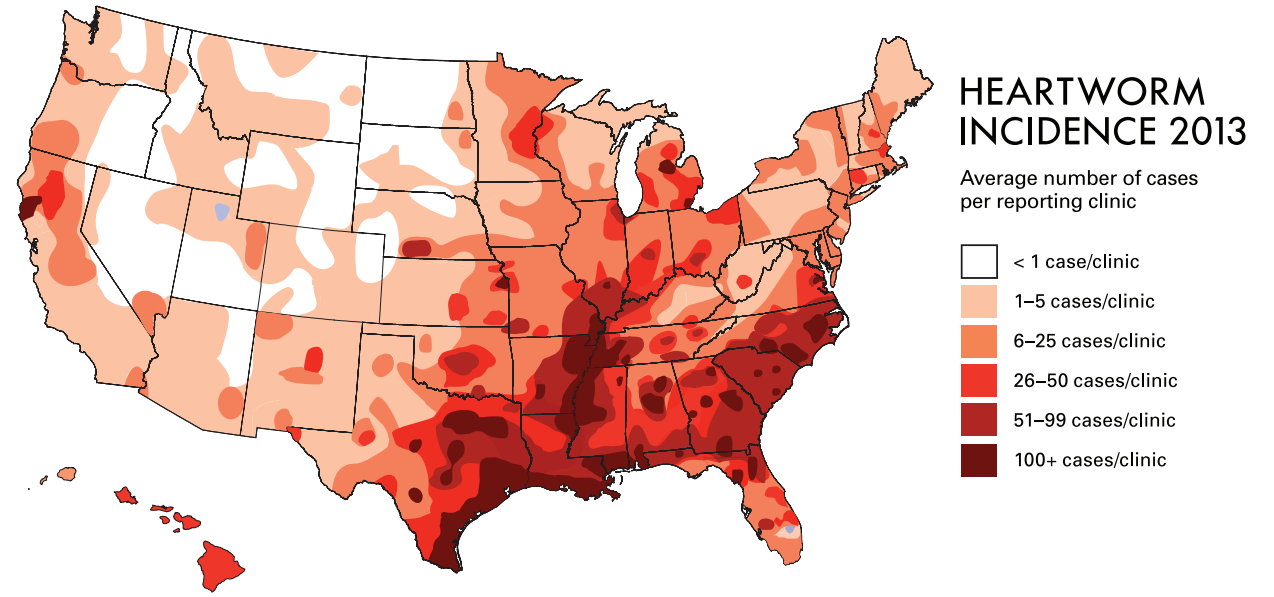 HEARTWORM
INCIDENCE 2013
Average number of cases
per reporting clinic
< 1 case/clinic
1–5 cases/clinic
6–25 cases/clinic
26–50 cases/clinic
51–99 cases/clinic
100+ cases/clinic